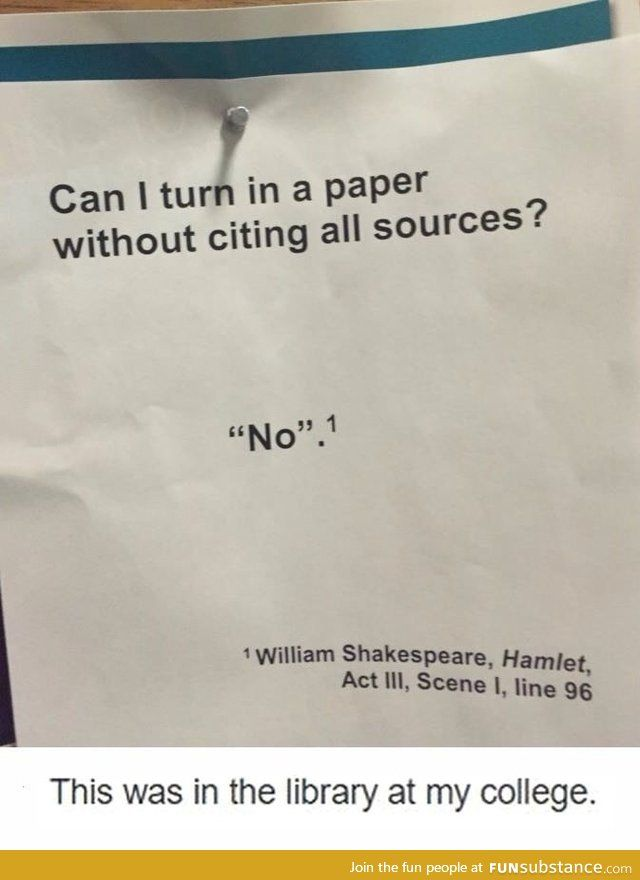 Can I turn in a paper
without citing all sources?
“No”.¹
¹ William Shakespeare, Hamlet,
Act III, Scene I, line 96
This was in the library at my college.
Join the fun people at FUNsubstance.com